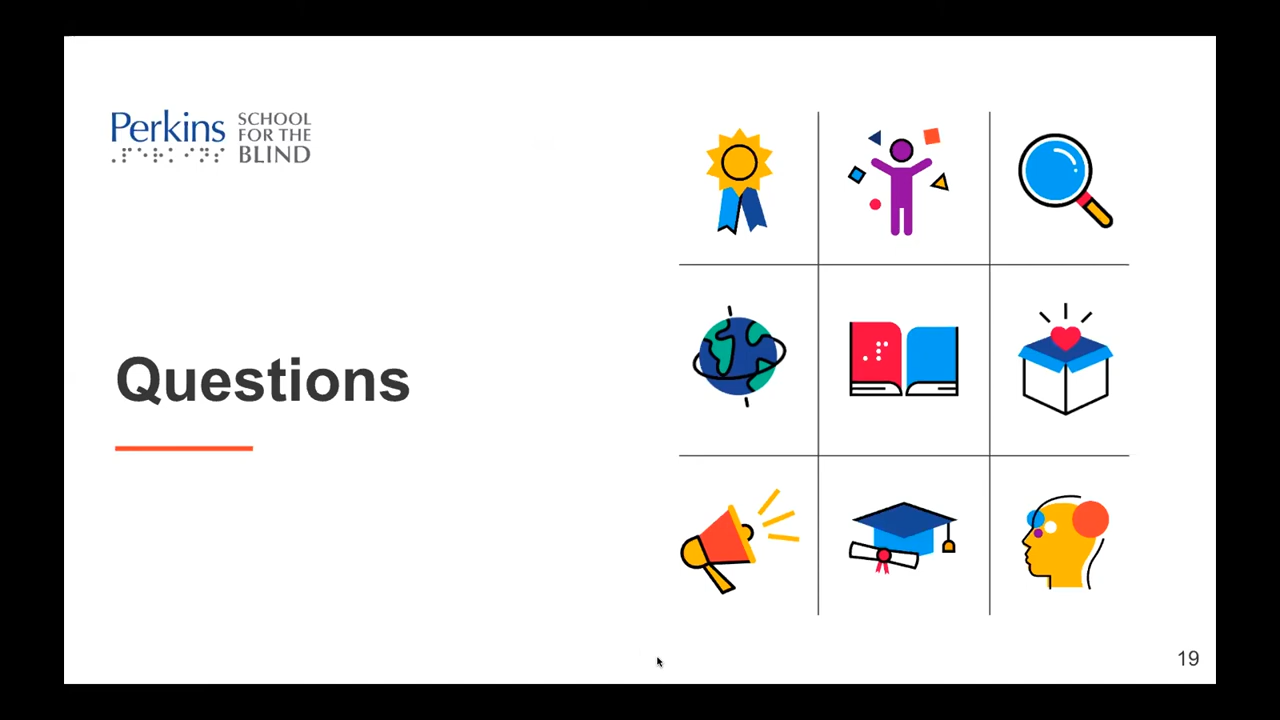 Perkins
SCHOOL
FOR THE
BLIND
⠠⠏⠑⠗⠅⠊⠝⠎
Questions
19